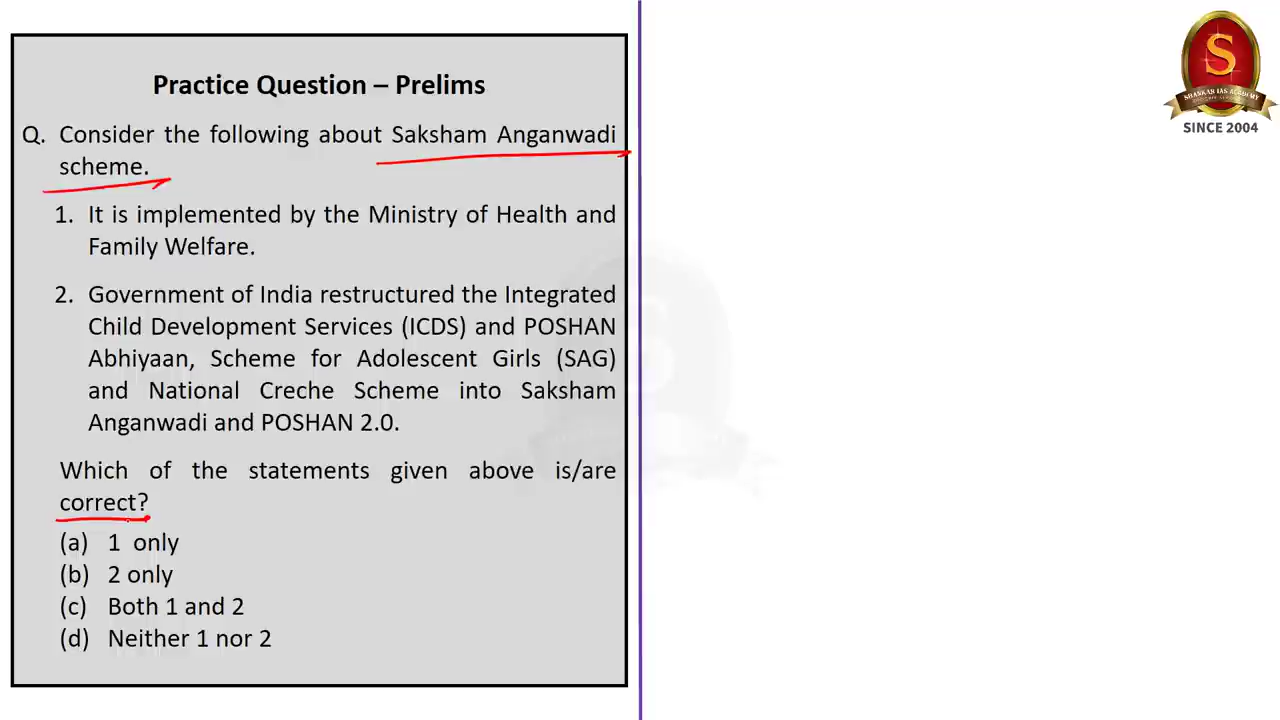 Practice Question – Prelims
Q. Consider the following about Saksham Anganwadi
scheme.
1. It is implemented by the Ministry of Health and
Family Welfare.
2. Government of India restructured the Integrated
Child Development Services (ICDS) and POSHAN
Abhiyaan, Scheme for Adolescent Girls (SAG)
and National Creche Scheme into Saksham
Anganwadi and POSHAN 2.0.
Which of the statements given above is/are
correct?
(a) 1 only
(b) 2 only
(c) Both 1 and 2
(d) Neither 1 nor 2
S
SHANKAR IAS ACADEMY
SINCE 2004